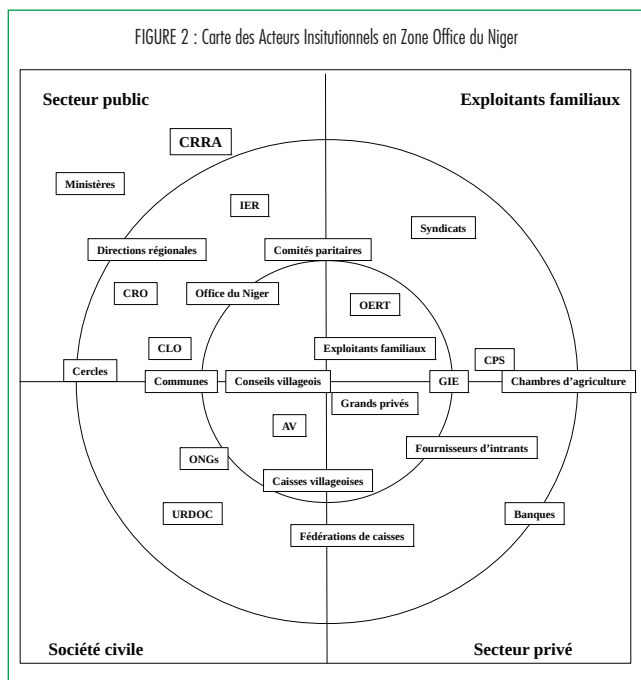 FIGURE 2 : Carte des Acteurs Insitutionnels en Zone Office du Niger
Secteur public
Exploitants familiaux
CRRA
Ministères
IER
Syndicats
Directions régionales
Comités paritaires
CRO
Office du Niger
OERT
CLO
Exploitants familiaux
CPS
Cercles
Communes
Conseils villageois
GIE
Chambres d'agriculture
Grands privés
AV
Fournisseurs d'intrants
ONGs
Caisses villageoises
URDOC
Banques
Fédérations de caisses
Société civile
Secteur privé